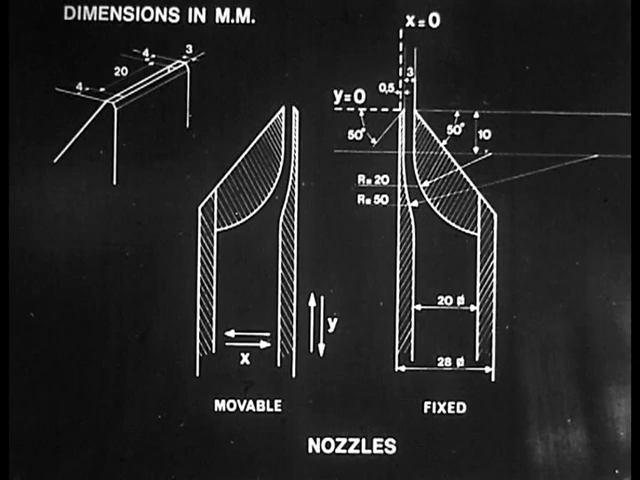 DIMENSIONS IN M.M.
x=0
4 3
20
4
3
0,5
y=0
50°
50°
10
R=20
R=50
20 ø
y
x
28 ø
MOVABLE
FIXED
NOZZLES